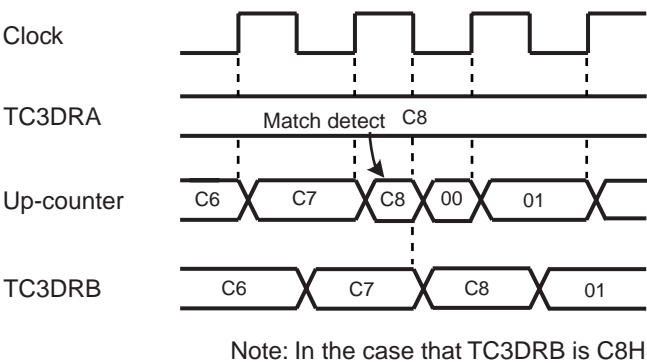 Clock
TC3DRA
Match detect C8
Up-counter C6 C7 C8 00 01
TC3DRB C6 C7 C8 01
Note: In the case that TC3DRB is C8H